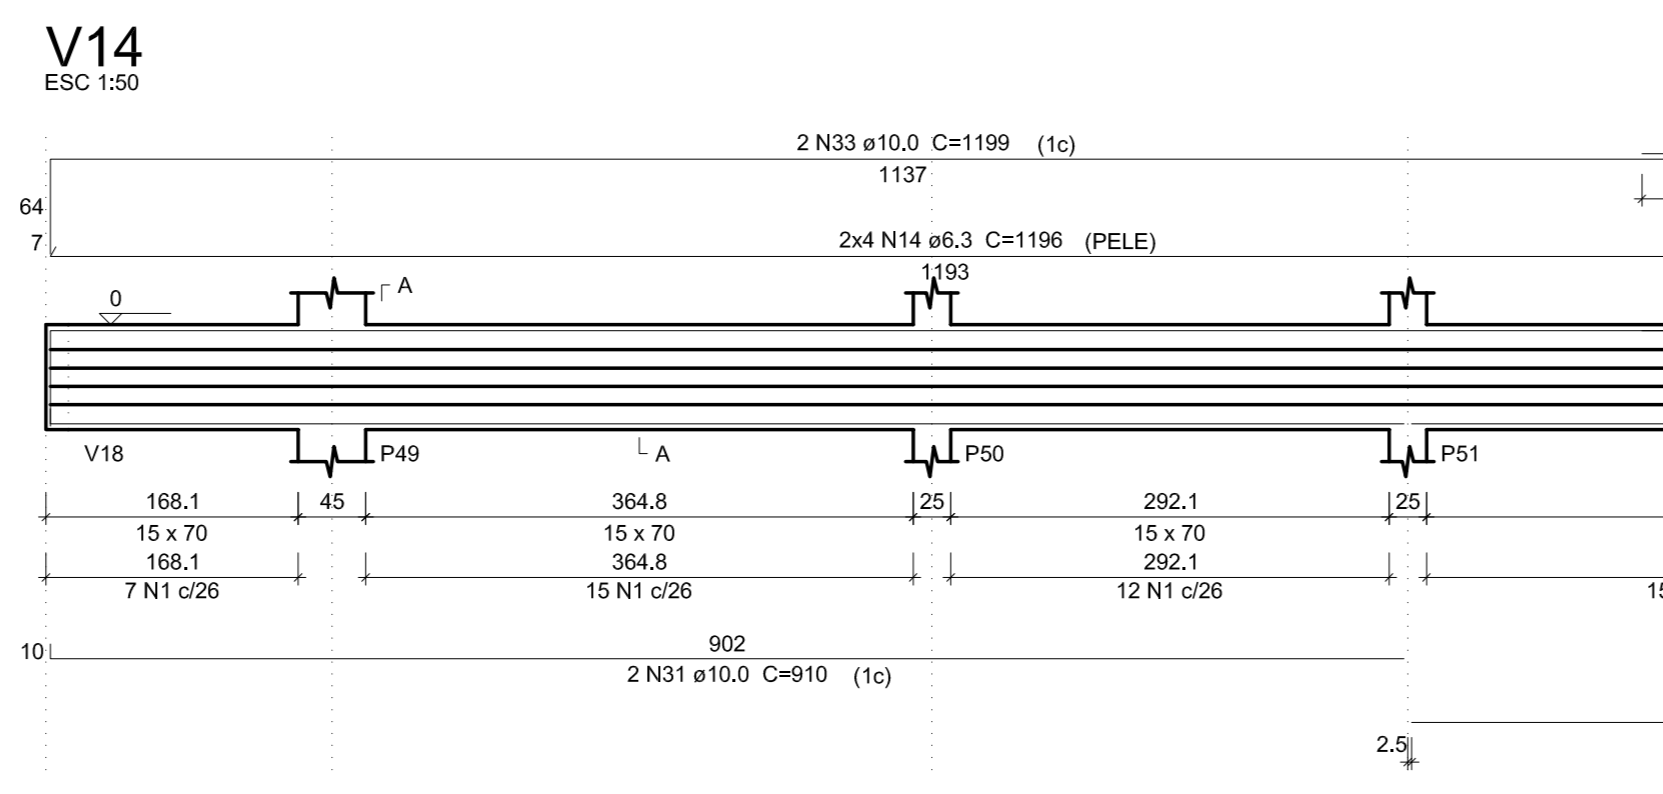 V14
ESC 1:50
2 N33 ø10.0 C=1199 (1c)
1137
64
7
2x4 N14 ø6.3 C=1196 (PELE)
1193
A
0
V18
P49
A
P50
P51
168.1
45
364.8
25
292.1
25
15 x 70
15 x 70
15 x 70
168.1
364.8
292.1
7 N1 c/26
15 N1 c/26
12 N1 c/26
902
10
2 N31 ø10.0 C=910 (1c)
2.5